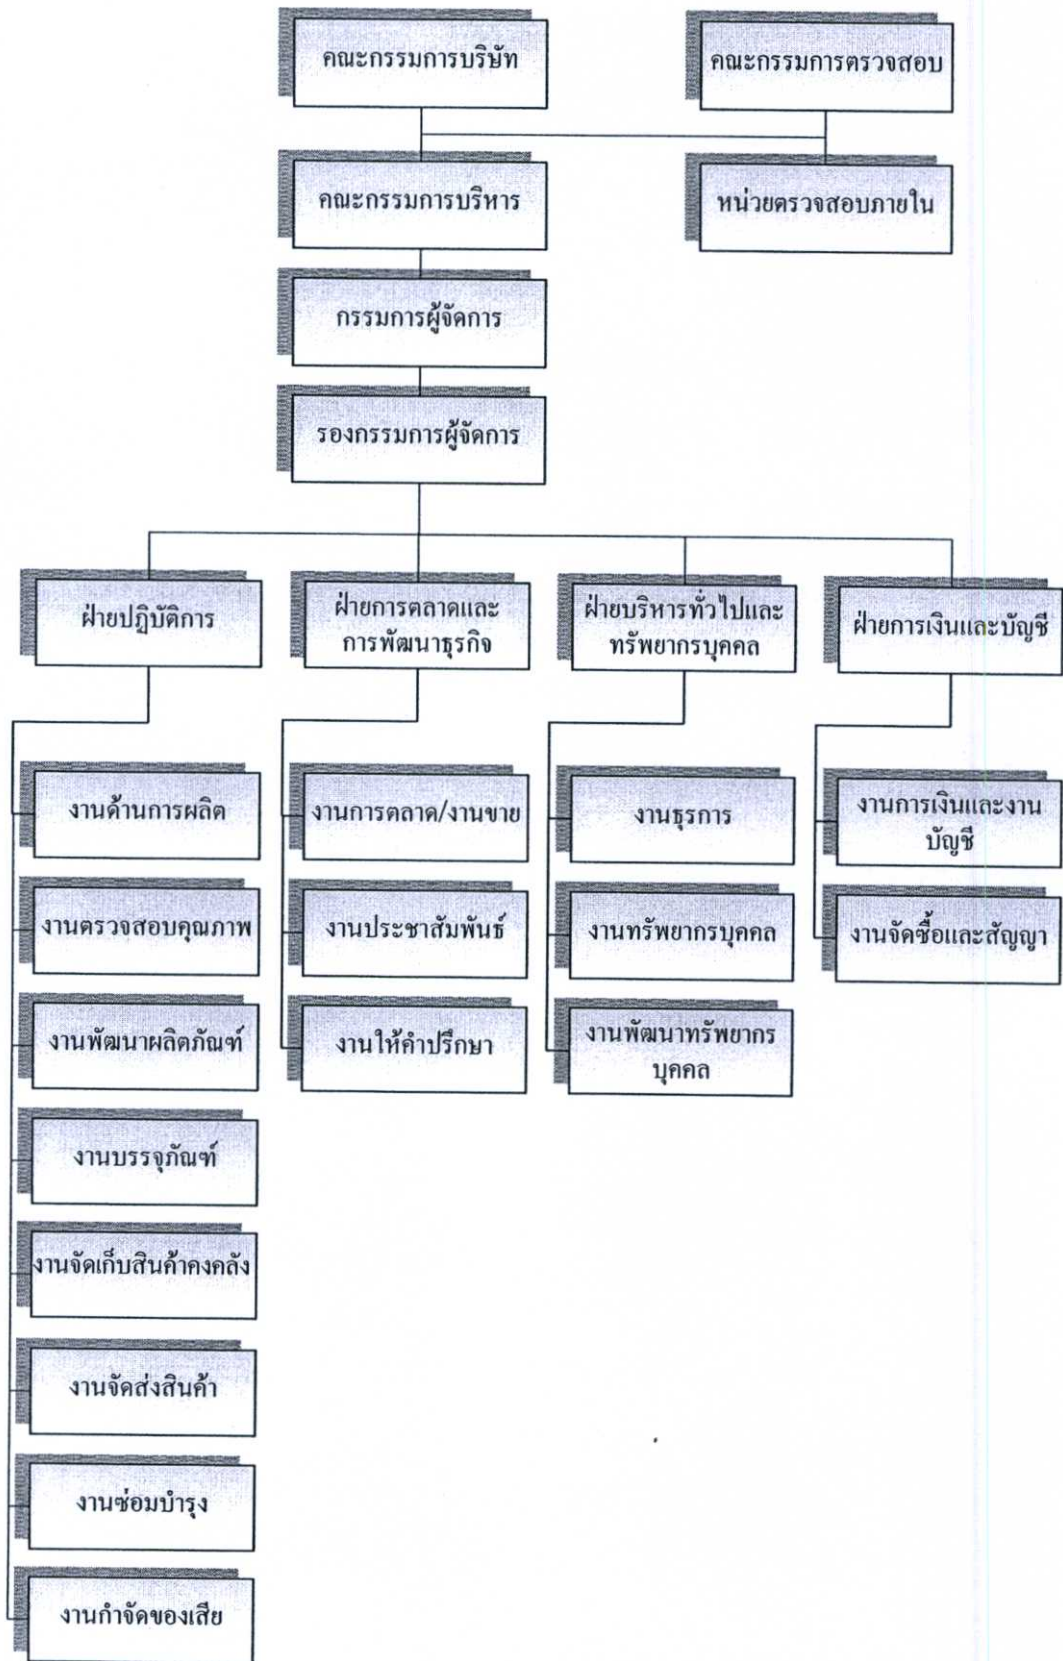 คณะกรรมการบริษัท
คณะกรรมการตรวจสอบ
คณะกรรมการบริหาร
หน่วยตรวจสอบภายใน
กรรมการผู้จัดการ
รองกรรมการผู้จัดการ
ฝ่ายปฏิบัติการ
ฝ่ายการตลาดและ
การพัฒนาธุรกิจ
ฝ่ายบริหารทั่วไปและ
ทรัพยากรบุคคล
ฝ่ายการเงินและบัญชี
งานด้านการผลิต
งานตรวจสอบคุณภาพ
งานพัฒนาผลิตภัณฑ์
งานบรรจุภัณฑ์
งานจัดเก็บสินค้าคงคลัง
งานจัดส่งสินค้า
งานซ่อมบำรุง
งานกำจัดของเสีย
งานการตลาด/งานขาย
งานประชาสัมพันธ์
งานให้คำปรึกษา
งานธุรการ
งานทรัพยากรบุคคล
งานพัฒนาทรัพยากร
บุคคล
งานการเงินและงาน
บัญชี
งานจัดซื้อและสัญญา